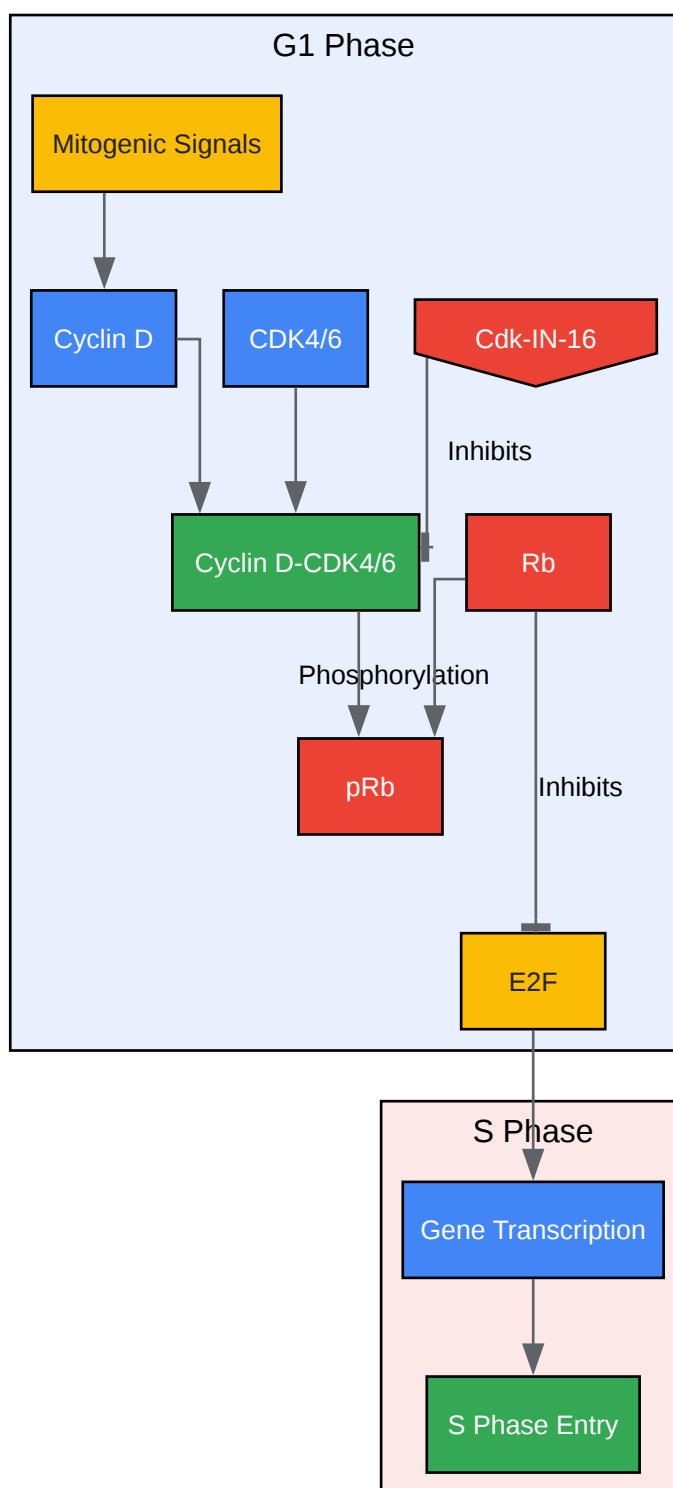 G1 Phase
Mitogenic Signals
Cyclin D
CDK4/6
Cdk-IN-16
Inhibits
Cyclin D-CDK4/6
Rb
Phosphorylation
pRb
Inhibits
E2F
S Phase
Gene Transcription
S Phase Entry